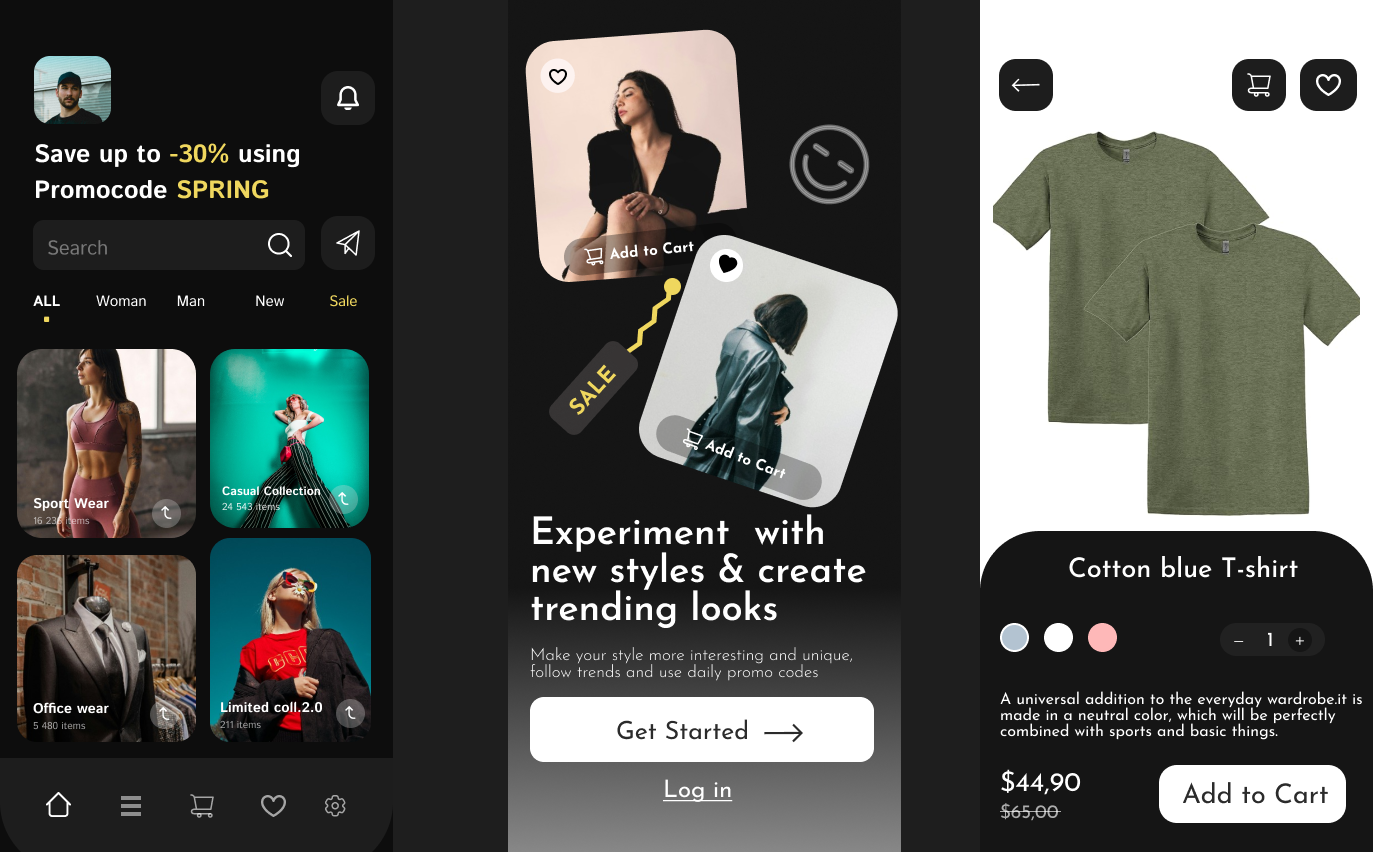 Save up to -30% using
Promocode SPRING
Search
ALL Woman Man New Sale
Sport Wear
16 235 items
Casual Collection
24 543 items
Office wear
5 480 items
Limited coll.2.0
211 items
Add to Cart
SALE
Add to Cart
Experiment with
new styles & create
trending looks
Make your style more interesting and unique,
follow trends and use daily promo codes
Get Started
Log in
Cotton blue T-shirt
− 1 +
A universal addition to the everyday wardrobe.it is
made in a neutral color, which will be perfectly
combined with sports and basic things.
$44,90
$65,00
Add to Cart